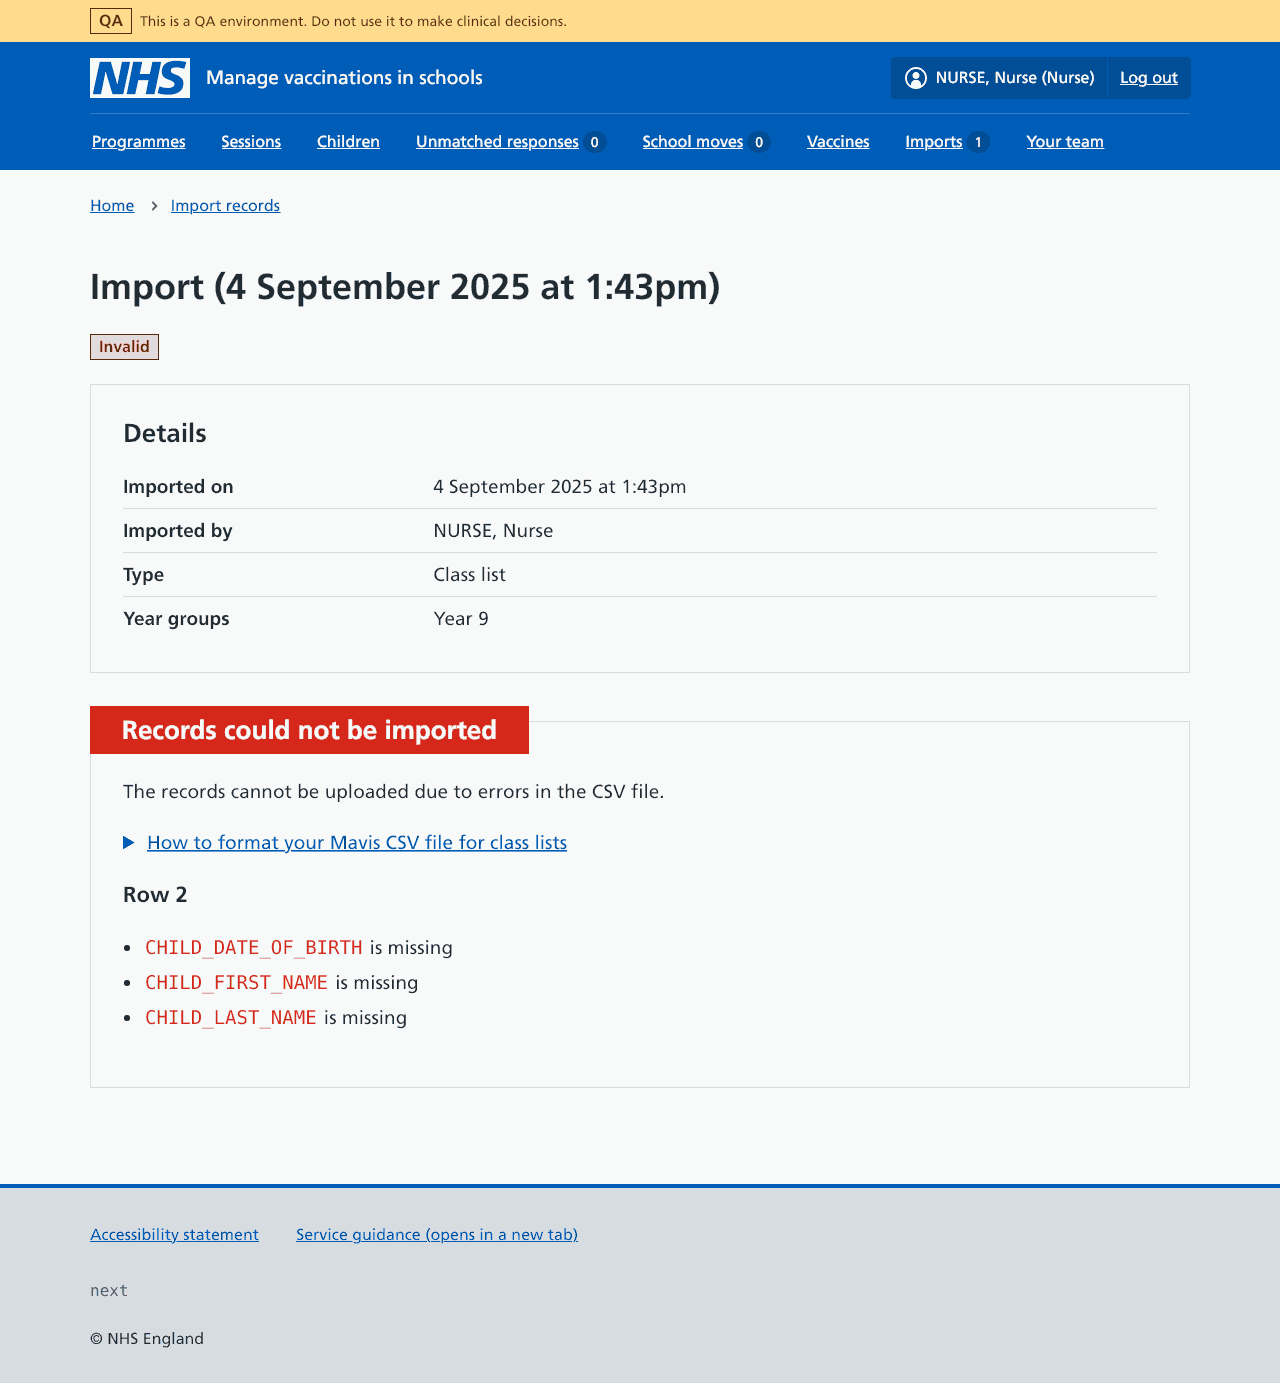 QA This is a QA environment. Do not use it to make clinical decisions.
NHS Manage vaccinations in schools NURSE, Nurse (Nurse) Log out
Programmes Sessions Children Unmatched responses 0 School moves 0 Vaccines Imports 1 Your team
Home Import records
Import (4 September 2025 at 1:43pm)
Invalid
Details
Imported on 4 September 2025 at 1:43pm
Imported by NURSE, Nurse
Type Class list
Year groups Year 9
Records could not be imported
The records cannot be uploaded due to errors in the CSV file.
How to format your Mavis CSV file for class lists
Row 2
• CHILD_DATE_OF_BIRTH is missing
• CHILD_FIRST_NAME is missing
• CHILD_LAST_NAME is missing
Accessibility statement Service guidance (opens in a new tab)
next
© NHS England